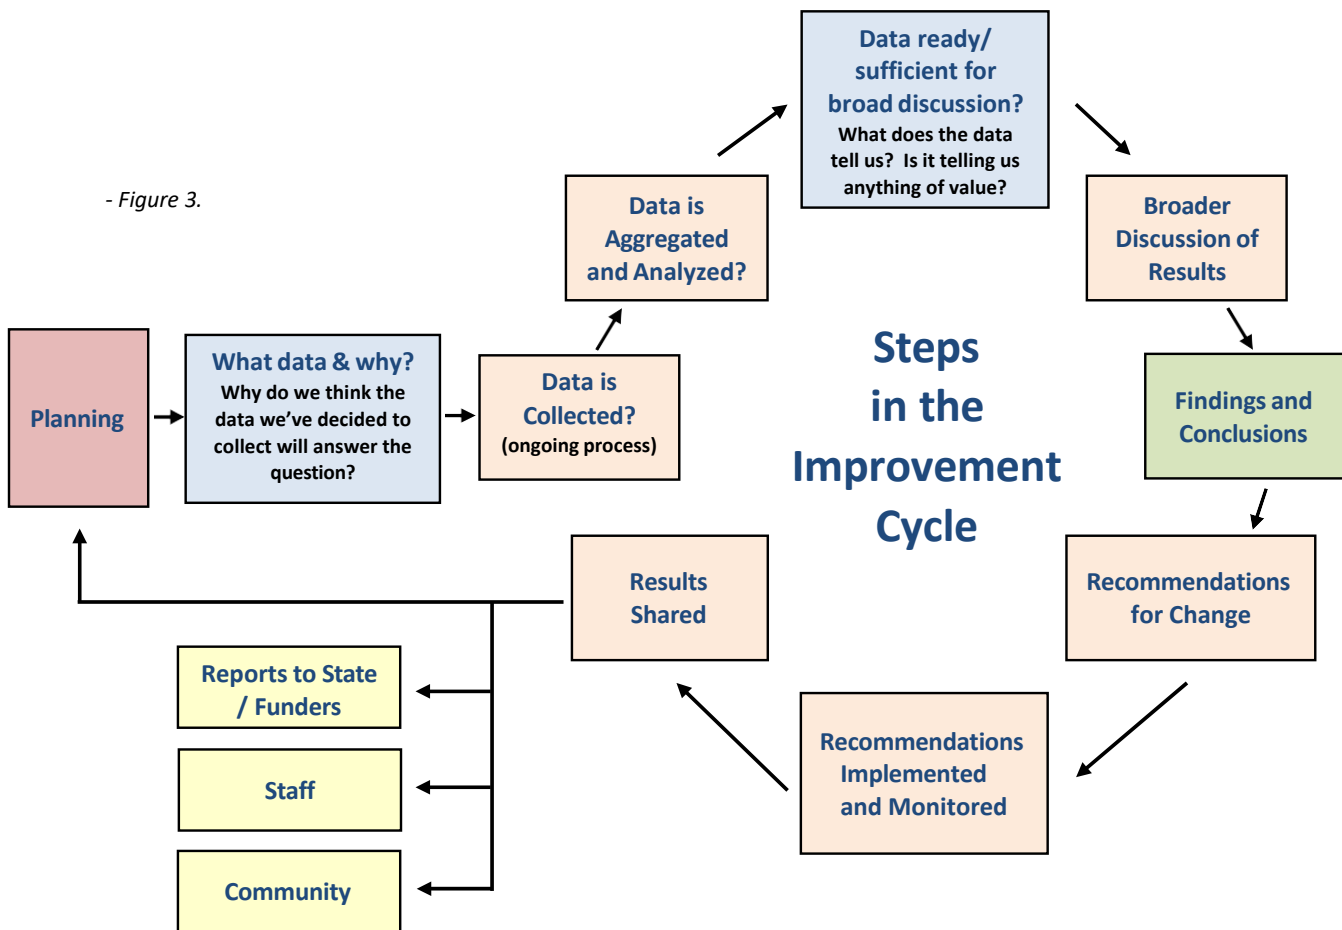 - Figure 3.
Planning
What data & why?
Why do we think the
data we’ve decided to
collect will answer the
question?
Data is
Collected?
(ongoing process)
Data is
Aggregated
and Analyzed?
Data ready/
sufficient for
broad discussion?
What does the data
tell us?  Is it telling us
anything of value?
Broader
Discussion of
Results
Findings and
Conclusions
Recommendations
for Change
Recommendations
Implemented
and Monitored
Results
Shared
Reports to State
/ Funders
Staff
Community
Steps
in the
Improvement
Cycle